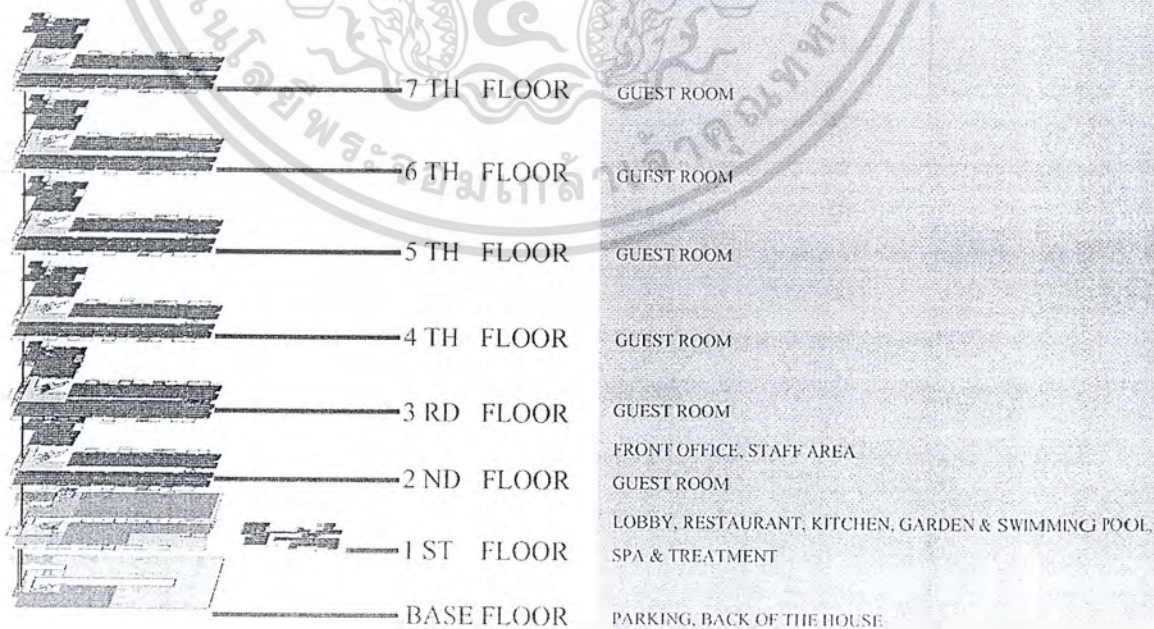 7 TH FLOOR GUEST ROOM
6 TH FLOOR GUEST ROOM
5 TH FLOOR GUEST ROOM
4 TH FLOOR GUEST ROOM
3 RD FLOOR GUEST ROOM
FRONT OFFICE, STAFF AREA
2 ND FLOOR GUEST ROOM
LOBBY, RESTAURANT, KITCHEN, GARDEN & SWIMMING POOL,
1 ST FLOOR SPA & TREATMENT
BASE FLOOR PARKING, BACK OF THE HOUSE